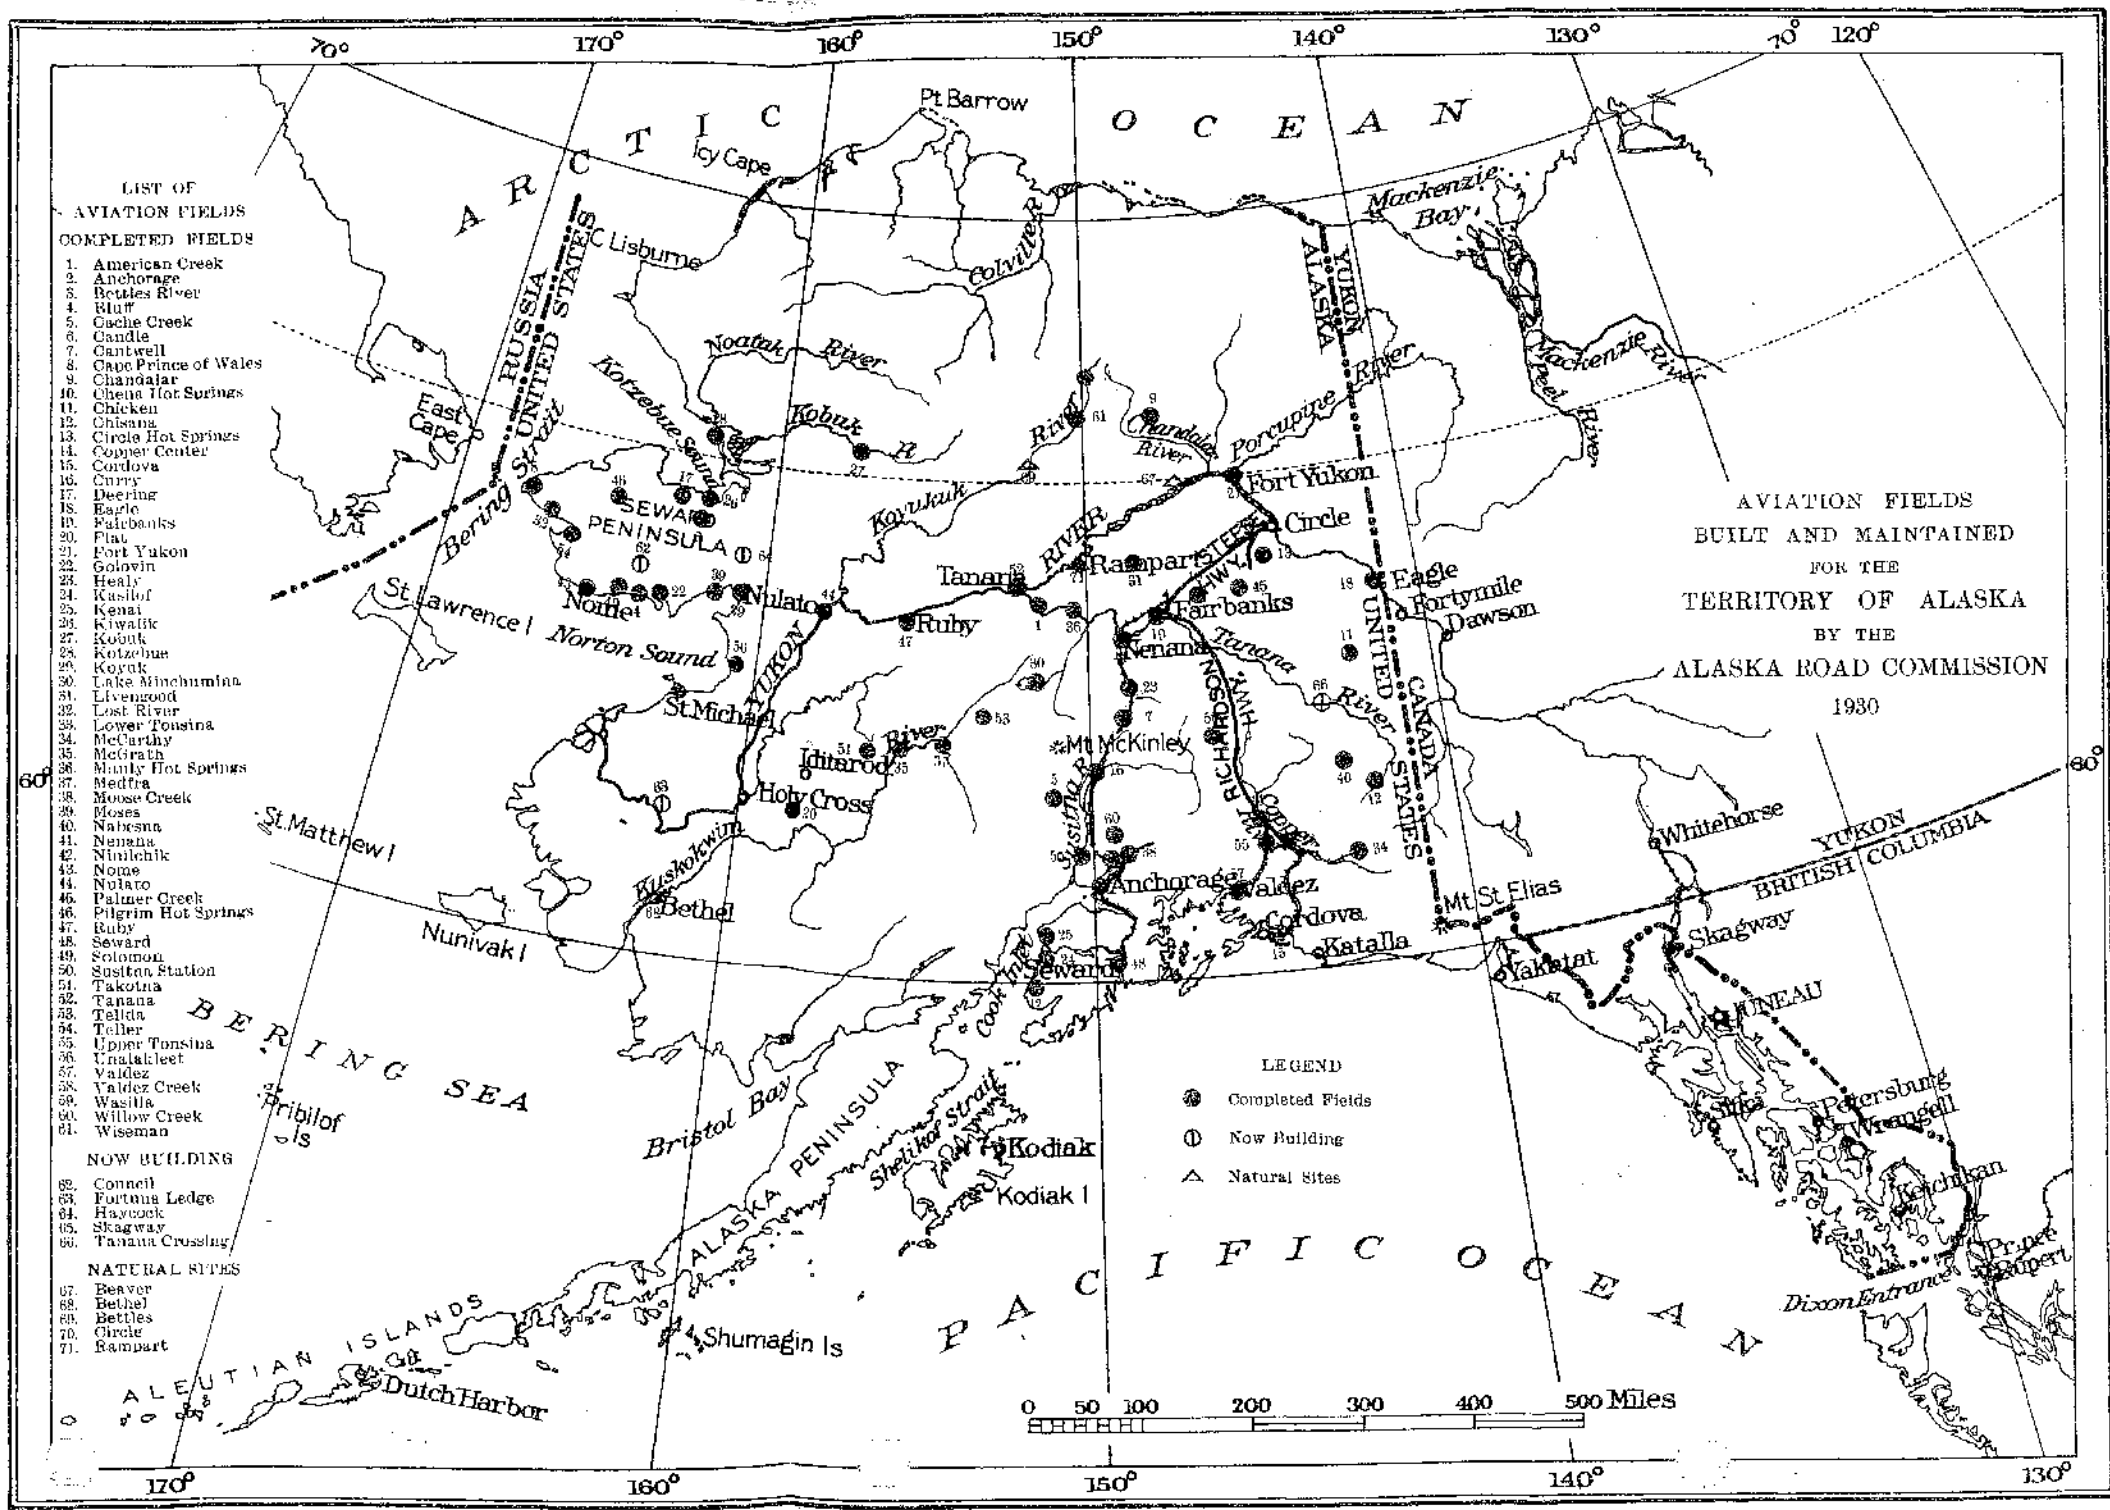 70°
170°
160°
150°
140°
130°
70°
120°
ARCTIC OCEAN
Pt Barrow
Icy Cape
C Lisburne
Colville R
Mackenzie
Bay
RUSSIA
UNITED STATES
YUKON
ALASKA
Noatak River
Kotzebue Sound
Kobuk R
East
Cape
Bering Strait
Chandalar
River
Porcupine River
Mackenzie River
Peel River
LIST OF
AVIATION FIELDS
COMPLETED FIELDS
1. American Creek
2. Anchorage
3. Bettles River
4. Bluff
5. Cache Creek
6. Candle
7. Cantwell
8. Cape Prince of Wales
9. Chandalar
10. Chena Hot Springs
11. Chicken
12. Chisana
13. Circle Hot Springs
14. Copper Center
15. Cordova
16. Curry
17. Deering
18. Eagle
19. Fairbanks
20. Flat
21. Fort Yukon
22. Golovin
23. Healy
24. Kasilof
25. Kenai
26. Kiwalik
27. Kobuk
28. Kotzebue
29. Koyuk
30. Lake Minchumina
31. Livengood
32. Lost River
33. Lower Tonsina
34. McCarthy
35. McGrath
36. Manly Hot Springs
37. Medfra
38. Moose Creek
39. Moses
40. Nabesna
41. Nenana
42. Ninilchik
43. Nome
44. Nulato
45. Palmer Creek
46. Pilgrim Hot Springs
47. Ruby
48. Seward
49. Solomon
50. Susitna Station
51. Takotna
52. Tanana
53. Telida
54. Teller
55. Upper Tonsina
56. Unalakleet
57. Valdez
58. Valdez Creek
59. Wasilla
60. Willow Creek
61. Wiseman
NOW BUILDING
62. Council
63. Fortuna Ledge
64. Haycock
65. Skagway
66. Tanana Crossing
NATURAL SITES
67. Beaver
68. Bethel
69. Bettles
70. Circle
71. Rampart
SEWARD
PENINSULA
Koyukuk
River
YUKON
RIVER
Fort Yukon
Circle
STEESE HWY.
Rampart
Tanana
Eagle
Fortymile
Dawson
Nome
Nulato
Ruby
Fairbanks
Nenana
Tanana River
St. Lawrence I
Norton Sound
St. Michael
RICHARDSON HWY.
UNITED STATES
CANADA
Mt McKinley
Iditarod
River
Holy Cross
Kuskokwim
Susitna R
Copper Riv
Bethel
Anchorage
Valdez
Cordova
Katalla
Seward
Cook Inlet
Mt St Elias
Yakatat
Whitehorse
YUKON
BRITISH COLUMBIA
Skagway
JUNEAU
Sitka
Petersburg
Wrangell
Ketchikan
Prince
Rupert
Dixon Entrance
St. Matthew I
Nunivak I
BERING SEA
Pribilof
Is
Bristol Bay
ALASKA PENINSULA
Shelikof Strait
Kodiak
Kodiak I
Shumagin Is
ALEUTIAN ISLANDS
Dutch Harbor
PACIFIC OCEAN
AVIATION FIELDS
BUILT AND MAINTAINED
FOR THE
TERRITORY OF ALASKA
BY THE
ALASKA ROAD COMMISSION
1930
60°
60°
LEGEND
Completed Fields
Now Building
Natural Sites
0 50 100 200 300 400 500 Miles
170°
160°
150°
140°
130°